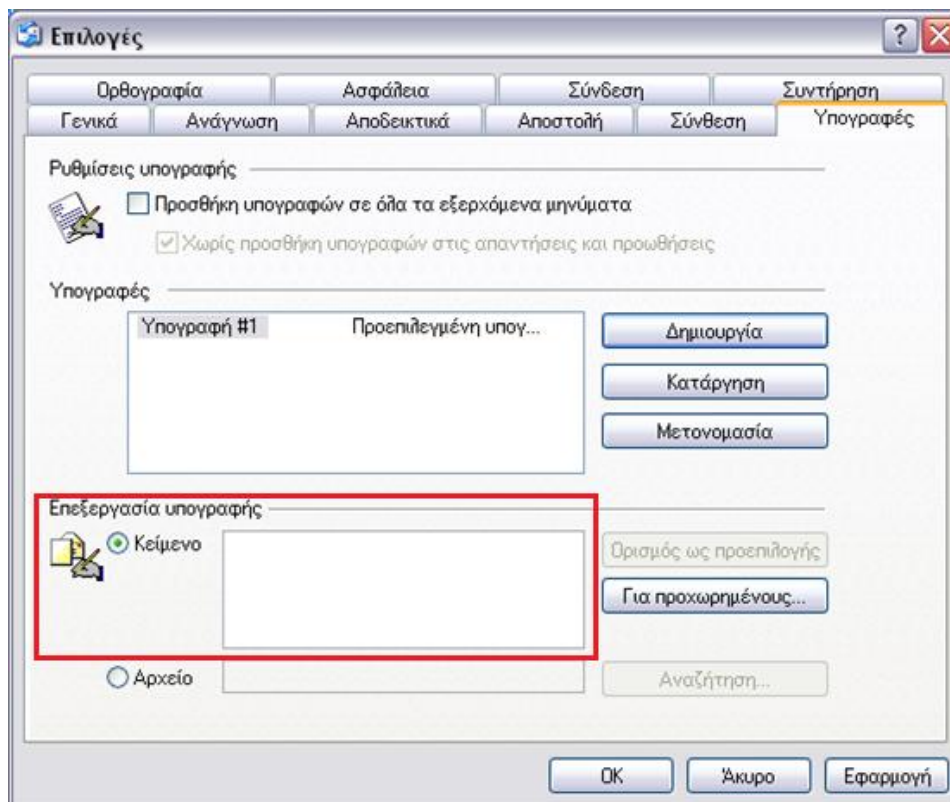 Επιλογές
Ορθογραφία Ασφάλεια Σύνδεση Συντήρηση
Γενικά Ανάγνωση Αποδεικτικά Αποστολή Σύνθεση Υπογραφές
Ρυθμίσεις υπογραφής
Προσθήκη υπογραφών σε όλα τα εξερχόμενα μηνύματα
Χωρίς προσθήκη υπογραφών στις απαντήσεις και προωθήσεις
Υπογραφές
Υπογραφή #1 Προεπιλεγμένη υπογ...
Δημιουργία
Κατάργηση
Μετονομασία
Επεξεργασία υπογραφής
Κείμενο
Ορισμός ως προεπιλογής
Για προχωρημένους...
Αρχείο
Αναζήτηση...
OK Άκυρο Εφαρμογή